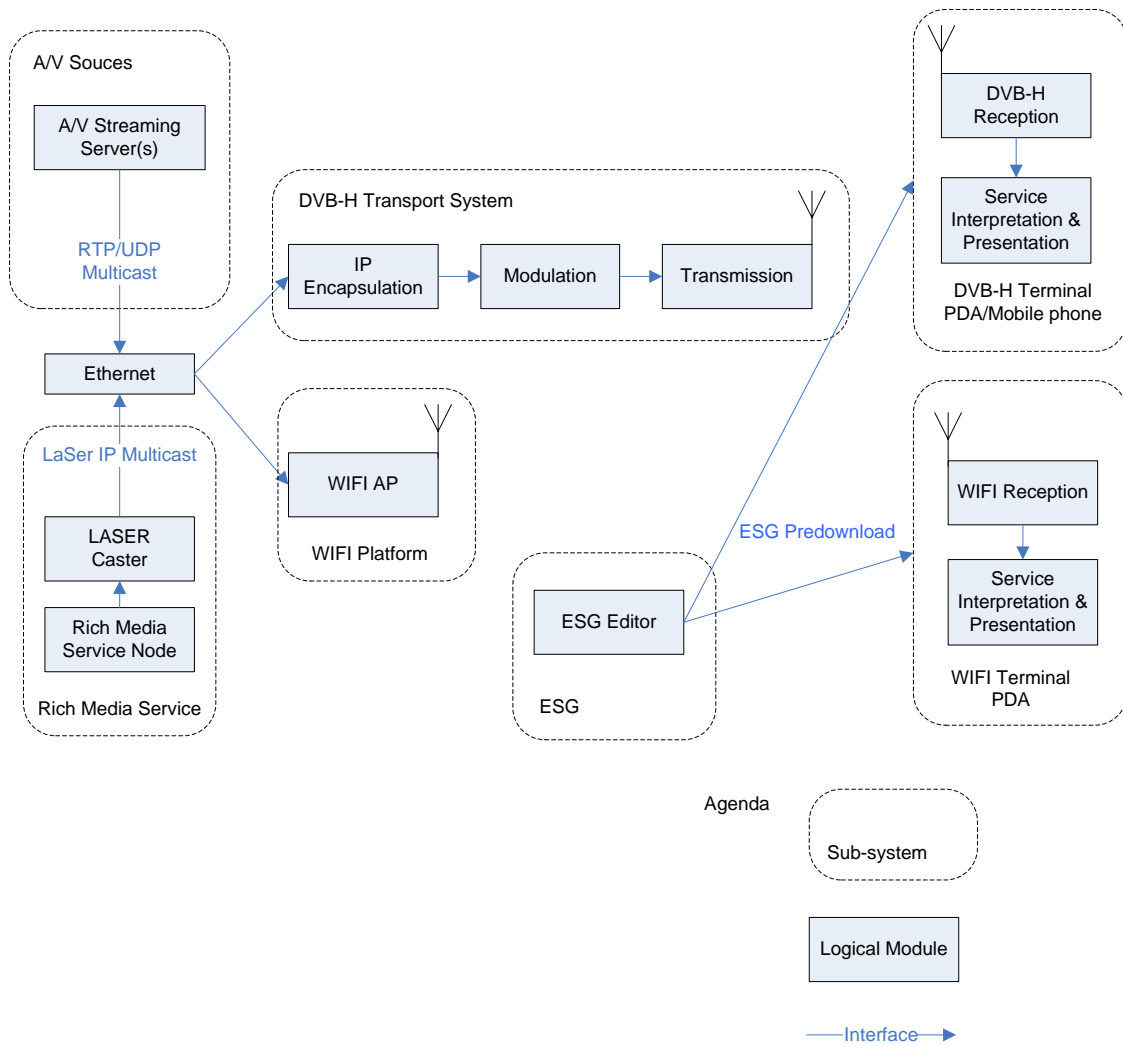 A/V Souces
A/V Streaming
Server(s)
RTP/UDP
Multicast
Ethernet
LaSer IP Multicast
LASER
Caster
Rich Media
Service Node
Rich Media Service
DVB-H Transport System
IP
Encapsulation
Modulation
Transmission
WIFI AP
WIFI Platform
ESG Predownload
ESG Editor
ESG
DVB-H
Reception
Service
Interpretation &
Presentation
DVB-H Terminal
PDA/Mobile phone
WIFI Reception
Service
Interpretation &
Presentation
WIFI Terminal
PDA
Agenda
Sub-system
Logical Module
Interface